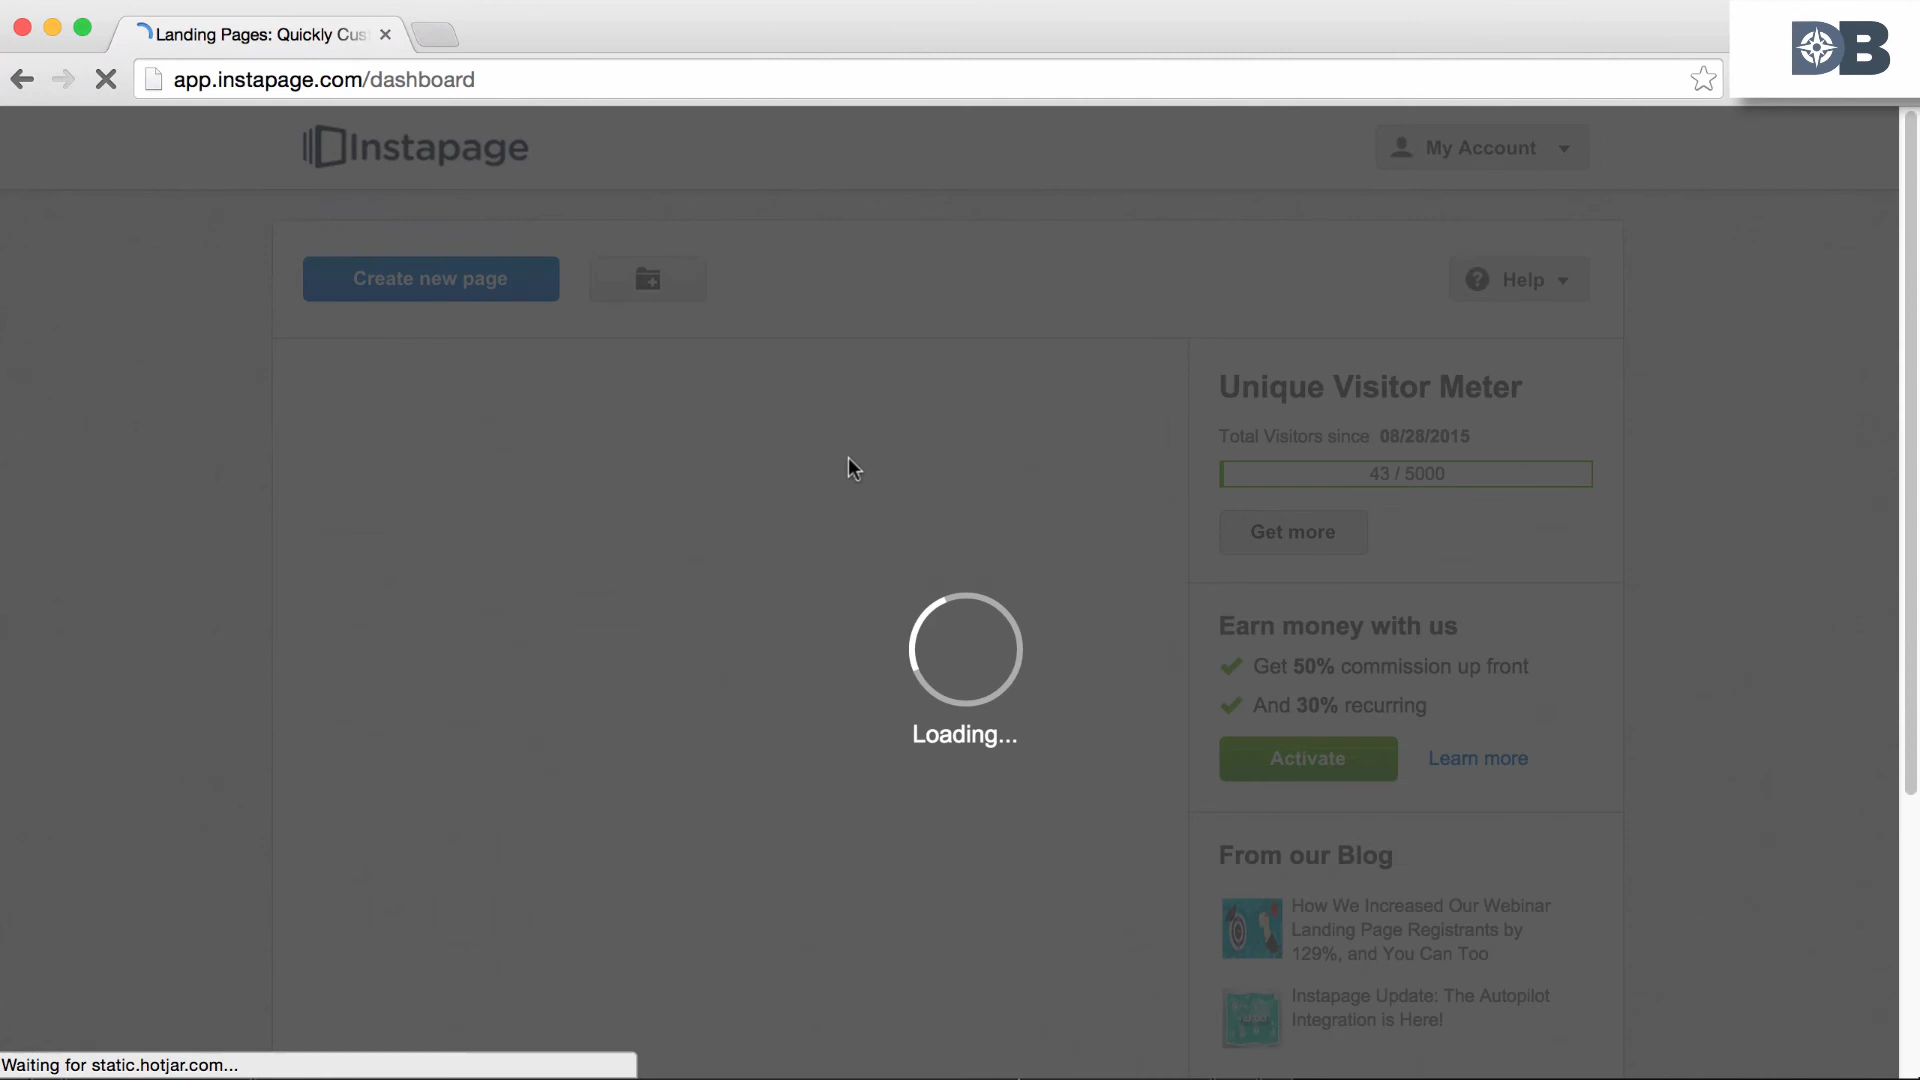 Landing Pages: Quickly Cus
DB
app.instapage.com/dashboard
Instapage
My Account
Create new page
Help
Unique Visitor Meter
Total Visitors since 08/28/2015
43 / 5000
Get more
Loading...
Earn money with us
Get 50% commission up front
And 30% recurring
Activate
Learn more
From our Blog
How We Increased Our Webinar
Landing Page Registrants by
129%, and You Can Too
Instapage Update: The Autopilot
Integration is Here!
Waiting for static.hotjar.com...